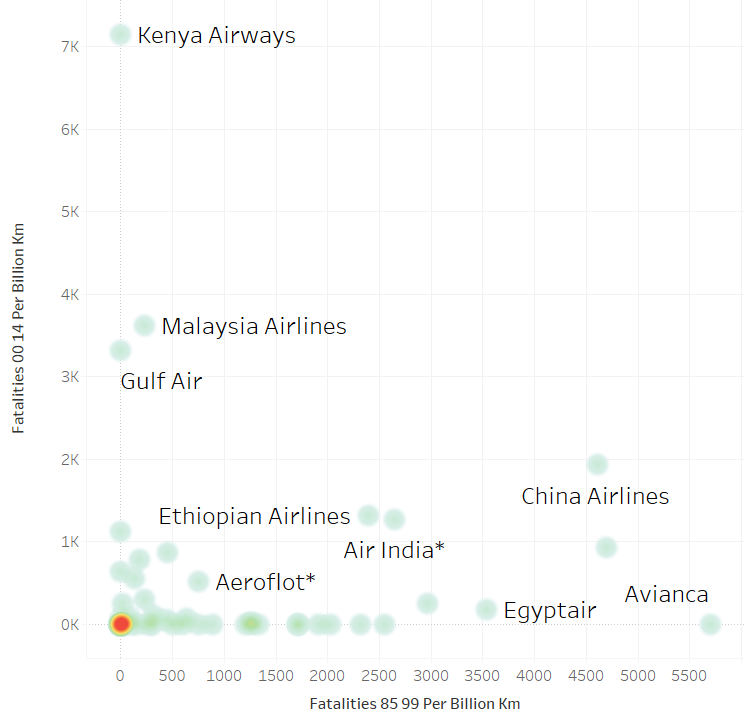 Kenya Airways
7K
6K
5K
4K
Malaysia Airlines
3K
Gulf Air
2K
China Airlines
Ethiopian Airlines
1K
Air India*
Aeroflot*
Avianca
Egyptair
0K
Fatalities 00 14 Per Billion Km
0 500 1000 1500 2000 2500 3000 3500 4000 4500 5000 5500
Fatalities 85 99 Per Billion Km